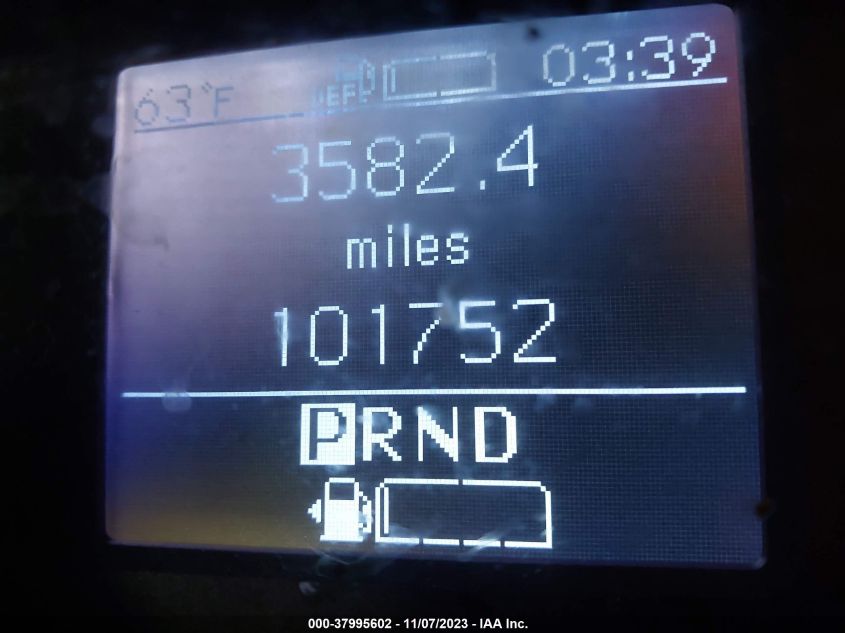 63°F DEF 03:39
3582.4
miles
101752
PRND
000-37995602 - 11/07/2023 - IAA Inc.